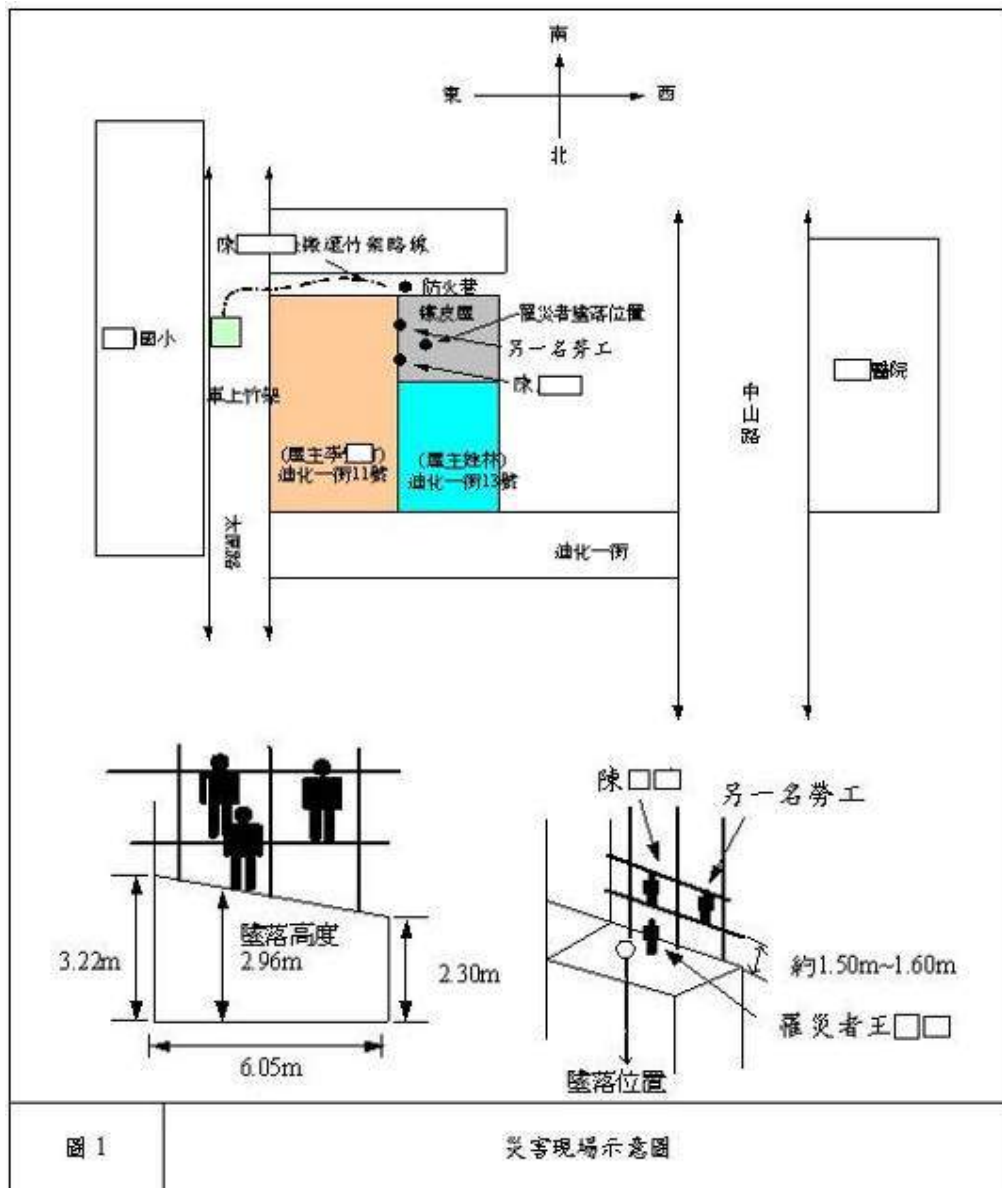 南
東
西
北
陳□□搬運竹架路線
防火巷
鐵皮屋
罹災者墜落位置
另一名勞工
陳□
□國小
車上竹架
□醫院
中山路
(屋主李□)
迪化一街11號
(屋主姓林)
迪化一街13號
迪化一街
陳□□
另一名勞工
墜落高度
3.22m
2.96m
2.30m
約1.50m~1.60m
罹災者王□□
6.05m
墜落位置
圖 1
災害現場示意圖